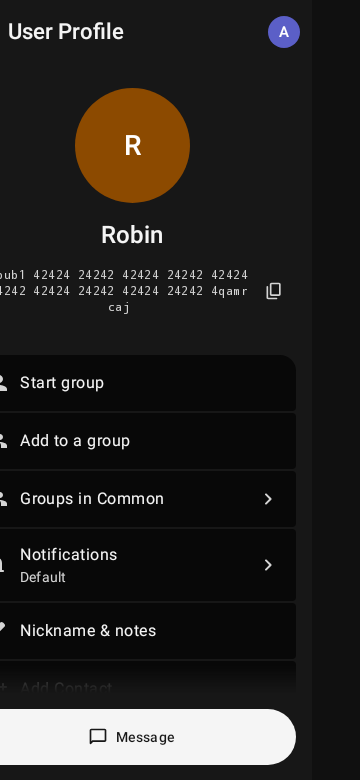 User Profile
A
R
Robin
pub1 42424 24242 42424 24242 42424
4242 42424 24242 42424 24242 4qamr
caj
Start group
Add to a group
Groups in Common
Notifications
Default
Nickname & notes
Add Contact
Message